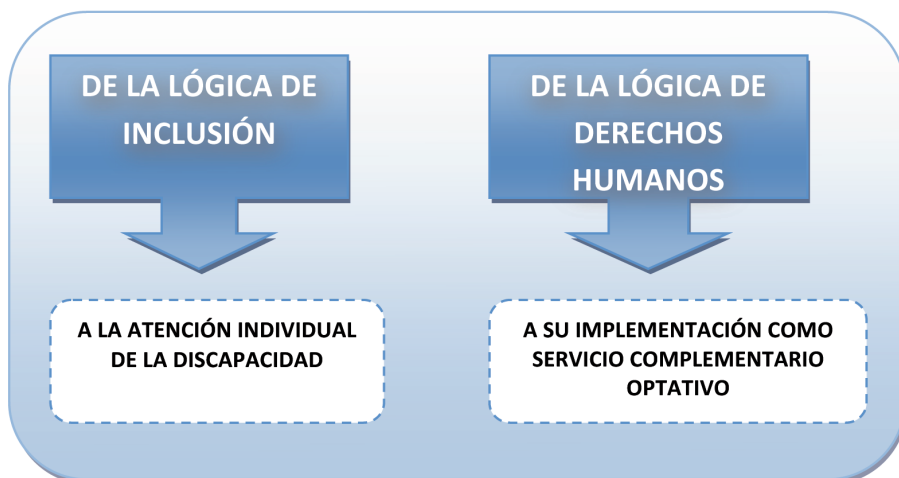 DE LA LÓGICA DE
INCLUSIÓN
A LA ATENCIÓN INDIVIDUAL
DE LA DISCAPACIDAD
DE LA LÓGICA DE
DERECHOS
HUMANOS
A SU IMPLEMENTACIÓN COMO
SERVICIO COMPLEMENTARIO
OPTATIVO